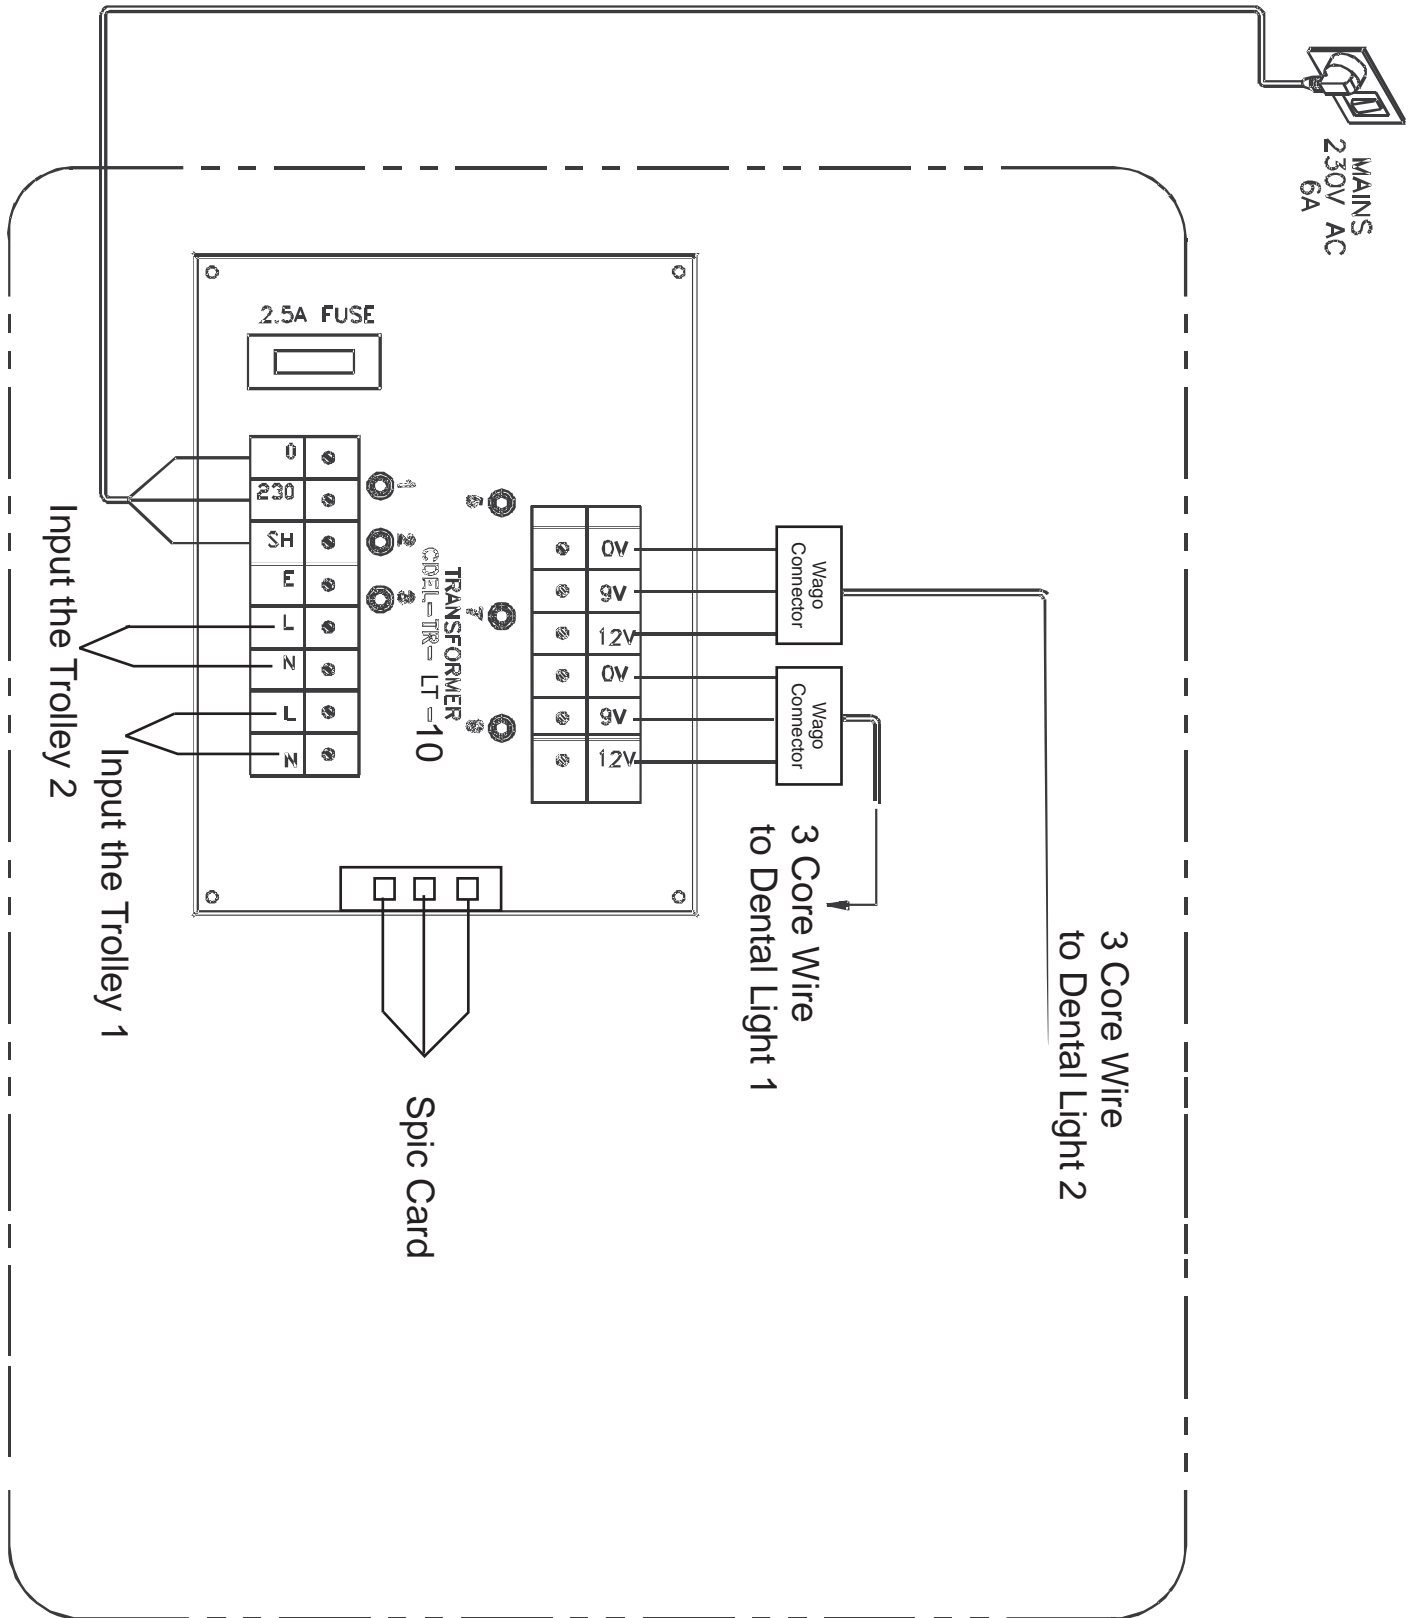 MAINS
230V AC
6A
2.5A FUSE
0
230
SH
E
L
N
L
N
1
2
3
5
7
6
TRANSFORMER
CDEL-TR- LT -10
0V
9V
12V
0V
9V
12V
Wago
Connector
Wago
Connector
3 Core Wire
to Dental Light 1
3 Core Wire
to Dental Light 2
Input the Trolley 2
Input the Trolley 1
Spic Card